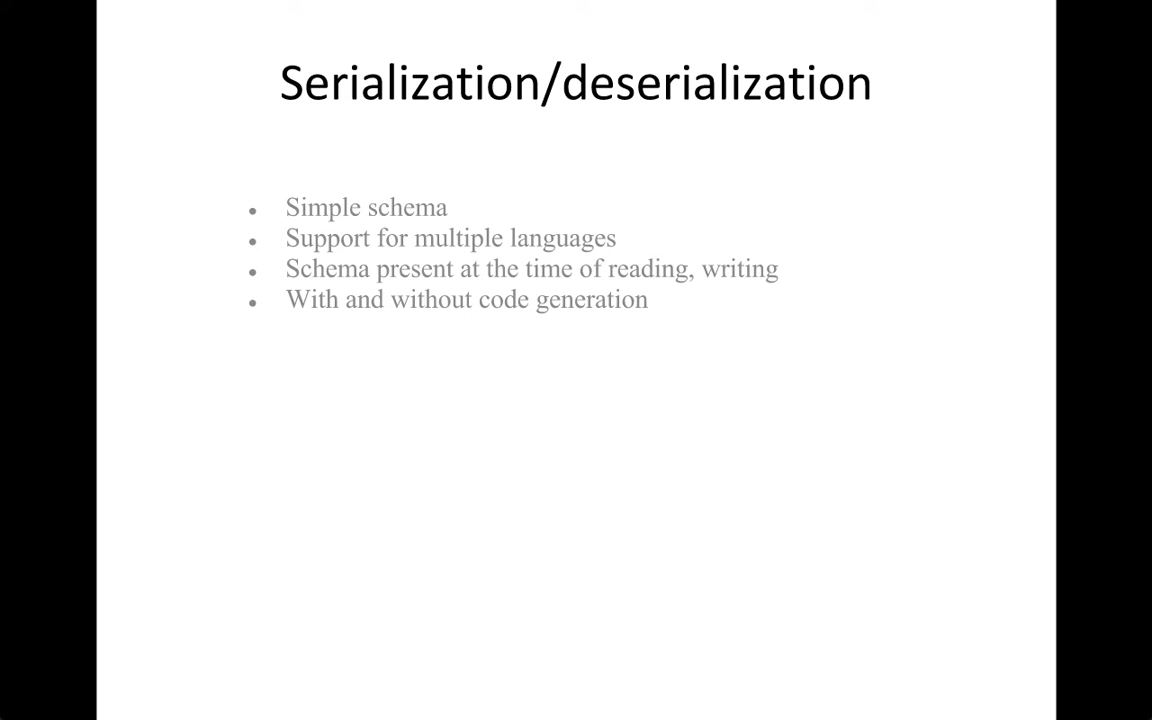 Serialization/deserialization
• Simple schema
• Support for multiple languages
• Schema present at the time of reading, writing
• With and without code generation